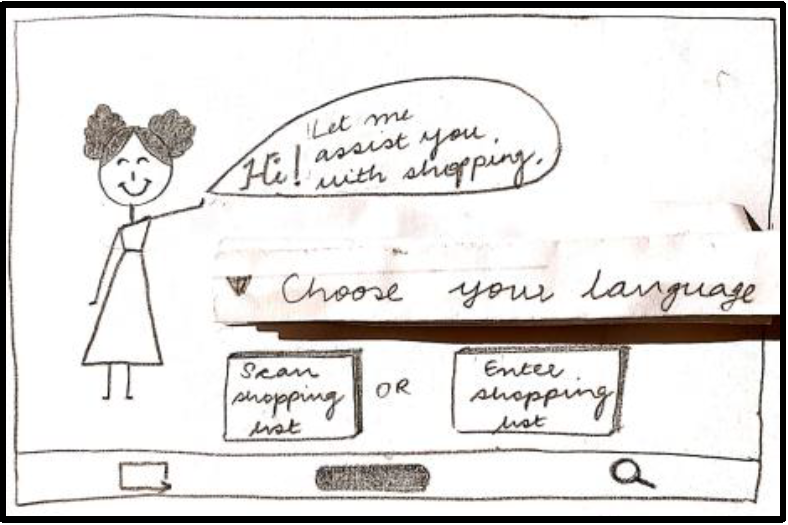 Hi!
Let me
assist you
with shopping.
Choose your language
Scan
shopping
list
OR
Enter
shopping
list